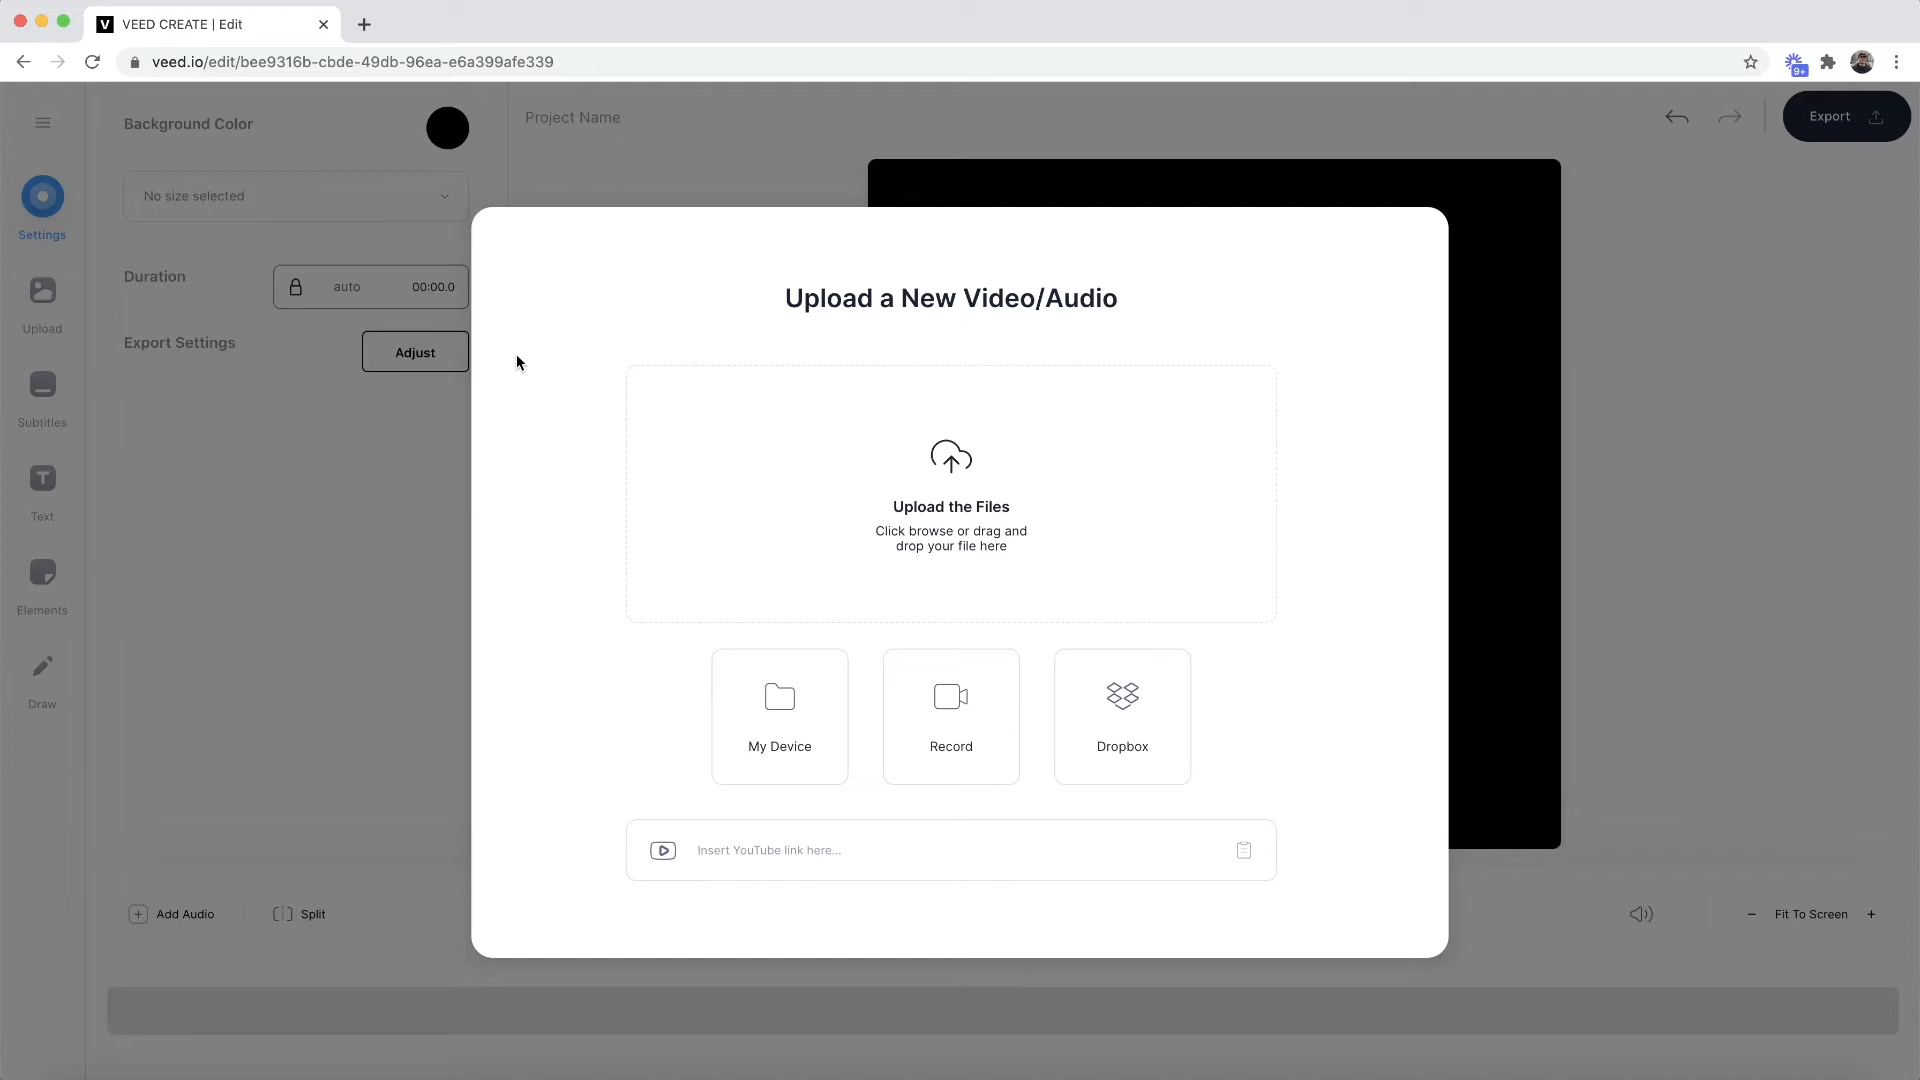 V VEED CREATE | Edit
veed.io/edit/bee9316b-cbde-49db-96ea-e6a399afe339
9+
Background Color
Project Name
Export
No size selected
Settings
Duration
auto
00:00.0
Upload
Export Settings
Adjust
Subtitles
T
Text
Elements
Draw
Upload a New Video/Audio
Upload the Files
Click browse or drag and
drop your file here
My Device
Record
Dropbox
Insert YouTube link here...
Add Audio
Split
Fit To Screen